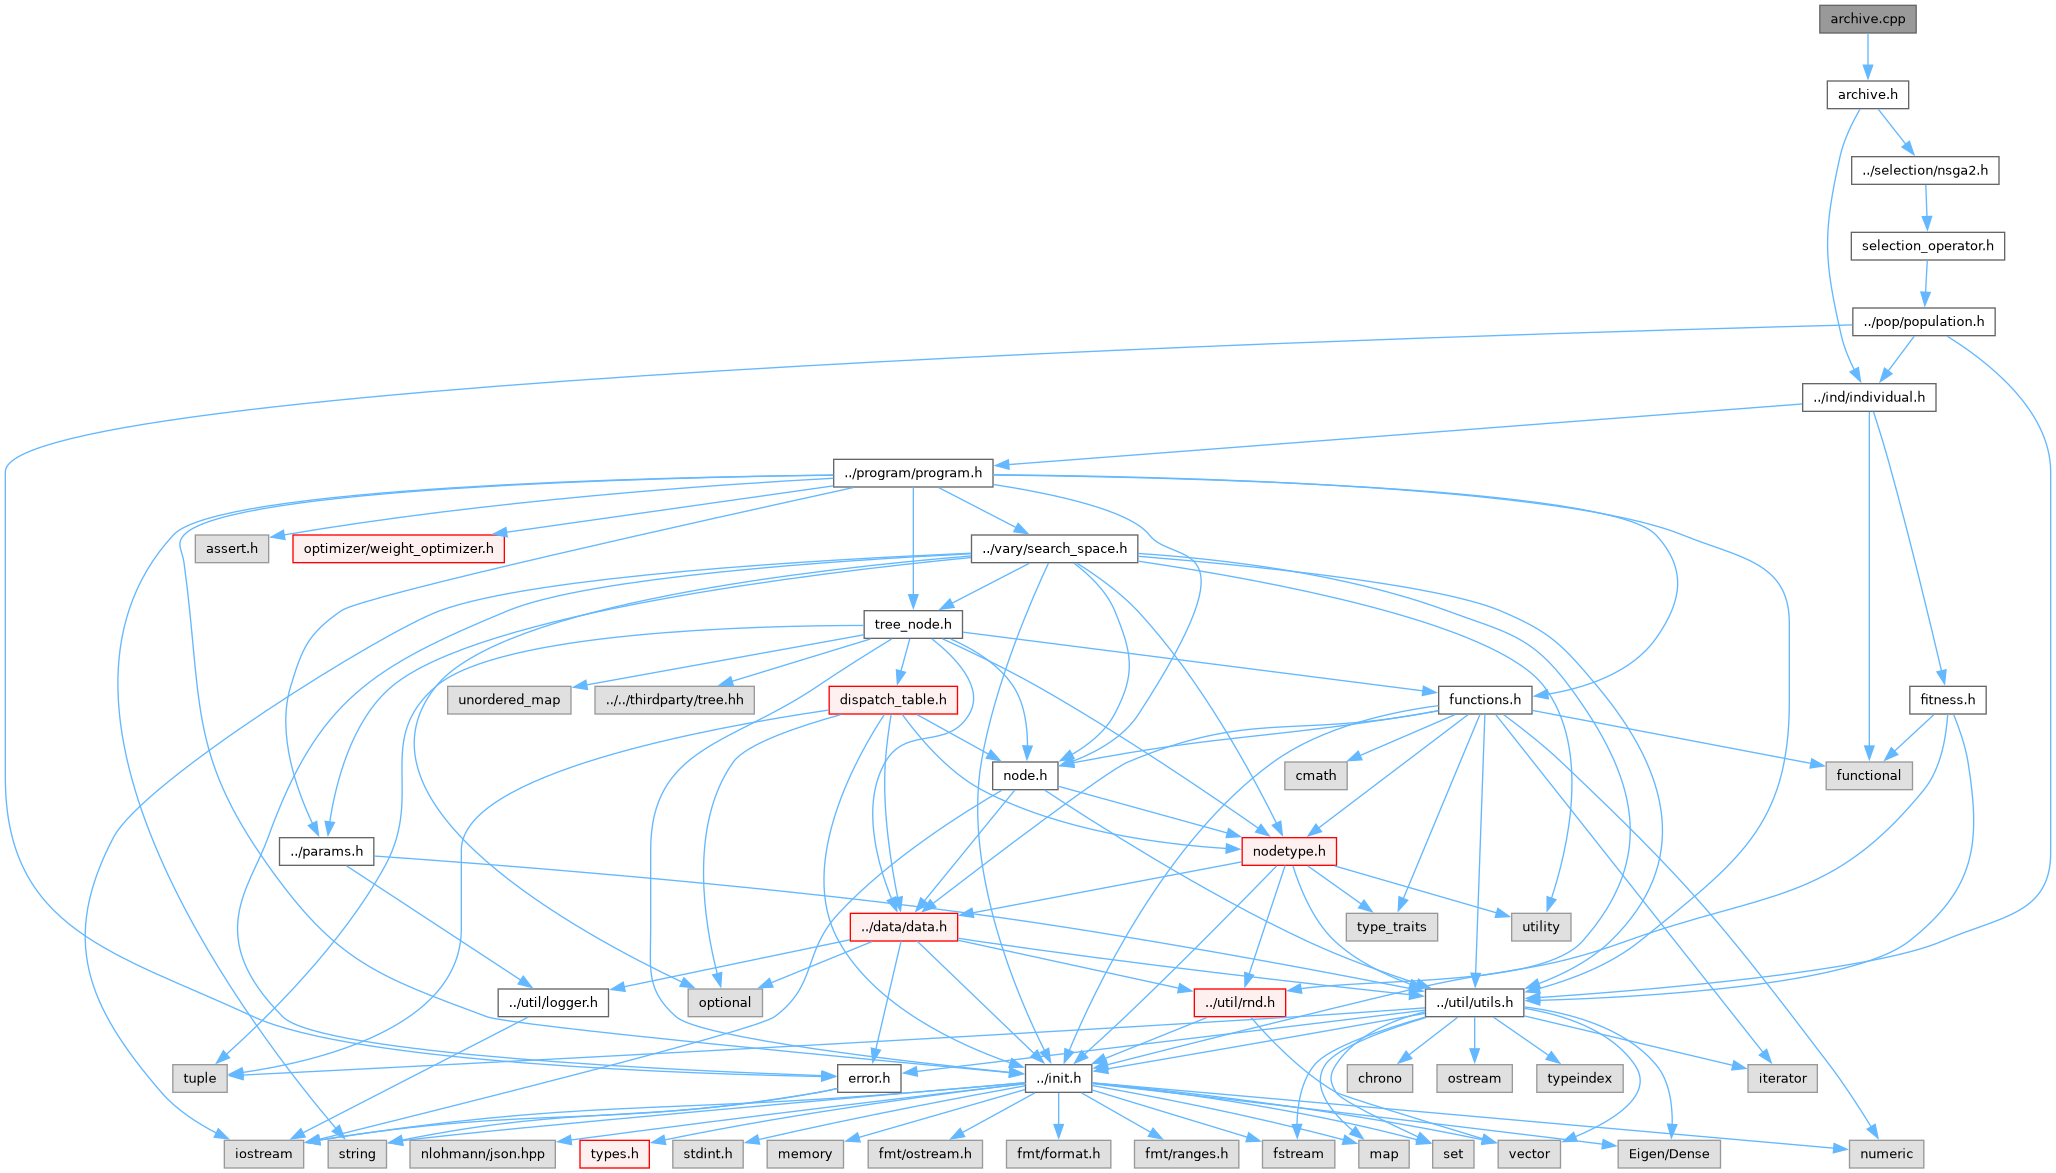 archive.cpp
archive.h
../selection/nsga2.h
selection_operator.h
../pop/population.h
../ind/individual.h
../program/program.h
assert.h
optimizer/weight_optimizer.h
../vary/search_space.h
tree_node.h
unordered_map
../../thirdparty/tree.hh
dispatch_table.h
functions.h
fitness.h
node.h
cmath
functional
../params.h
nodetype.h
../data/data.h
type_traits
utility
../util/logger.h
optional
../util/rnd.h
../util/utils.h
tuple
error.h
../init.h
chrono
ostream
typeindex
iterator
iostream
string
nlohmann/json.hpp
types.h
stdint.h
memory
fmt/ostream.h
fmt/format.h
fmt/ranges.h
fstream
map
set
vector
Eigen/Dense
numeric